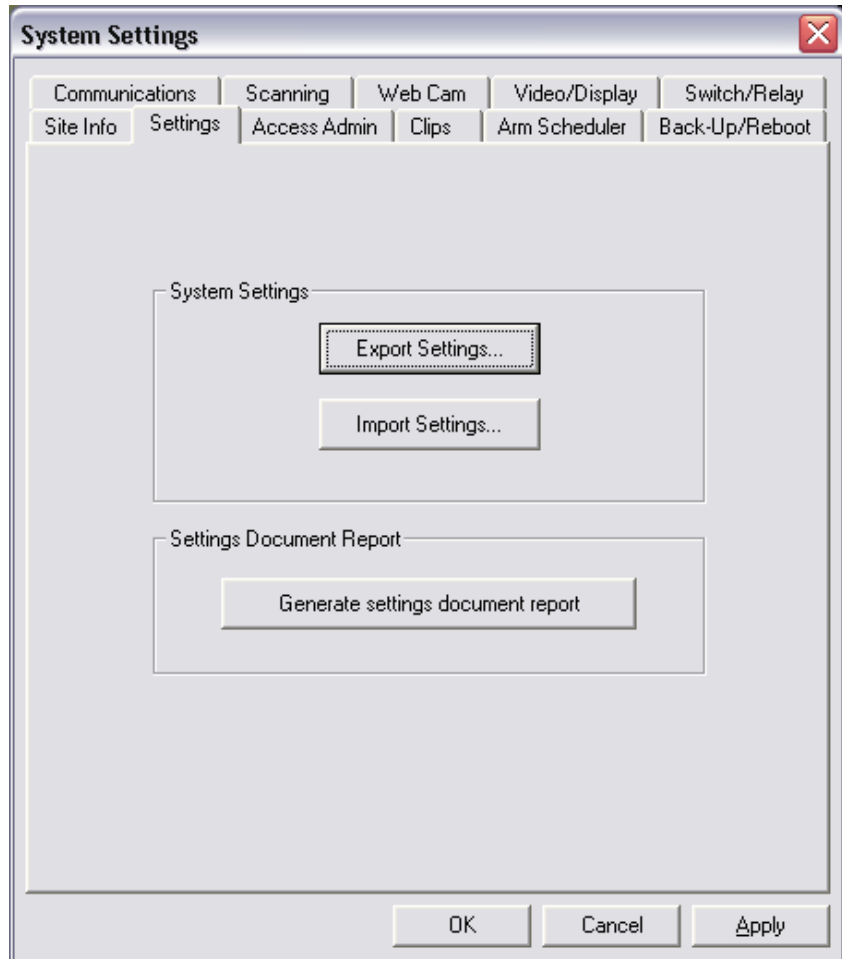 System Settings
Communications Scanning Web Cam Video/Display Switch/Relay
Site Info Settings Access Admin Clips Arm Scheduler Back-Up/Reboot
System Settings
Export Settings...
Import Settings...
Settings Document Report
Generate settings document report
OK Cancel Apply